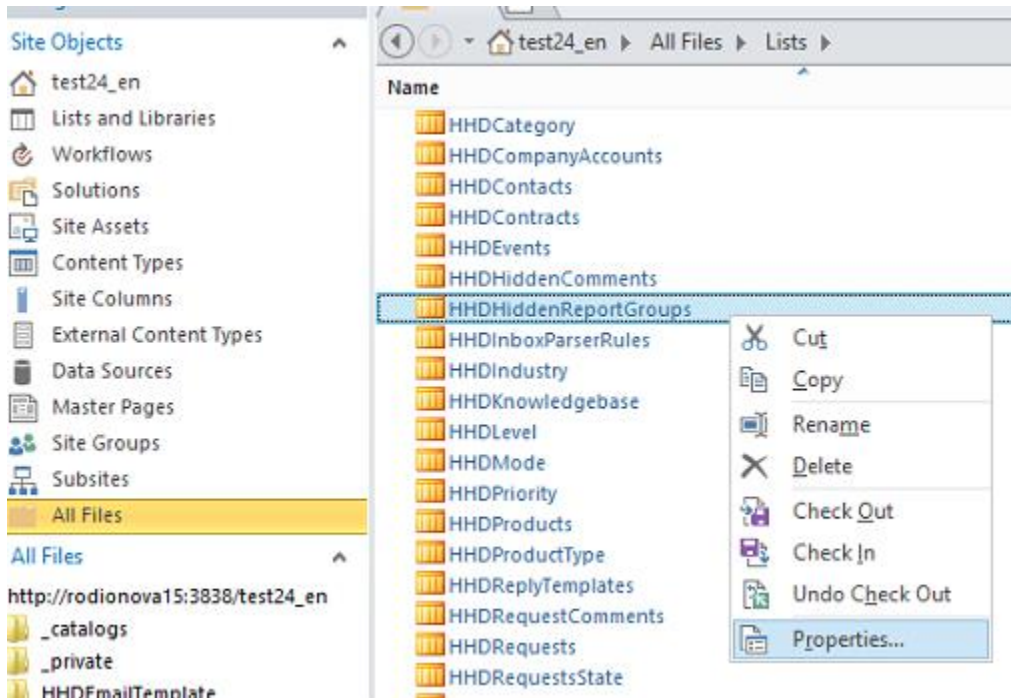 Site Objects
test24_en
Lists and Libraries
Workflows
Solutions
Site Assets
Content Types
Site Columns
External Content Types
Data Sources
Master Pages
Site Groups
Subsites
All Files
All Files
http://rodionova15:3838/test24_en
_catalogs
_private
HHDEmailTemplate
test24_en All Files Lists
Name
HHDCategory
HHDCompanyAccounts
HHDContacts
HHDContracts
HHDEvents
HHDHiddenComments
HHDHiddenReportGroups
HHDInboxParserRules
HHDIndustry
HHDKnowledgebase
HHDLevel
HHDMode
HHDPriority
HHDProducts
HHDProductType
HHDReplyTemplates
HHDRequestComments
HHDRequests
HHDRequestsState
Cut
Copy
Rename
Delete
Check Out
Check In
Undo Check Out
Properties...